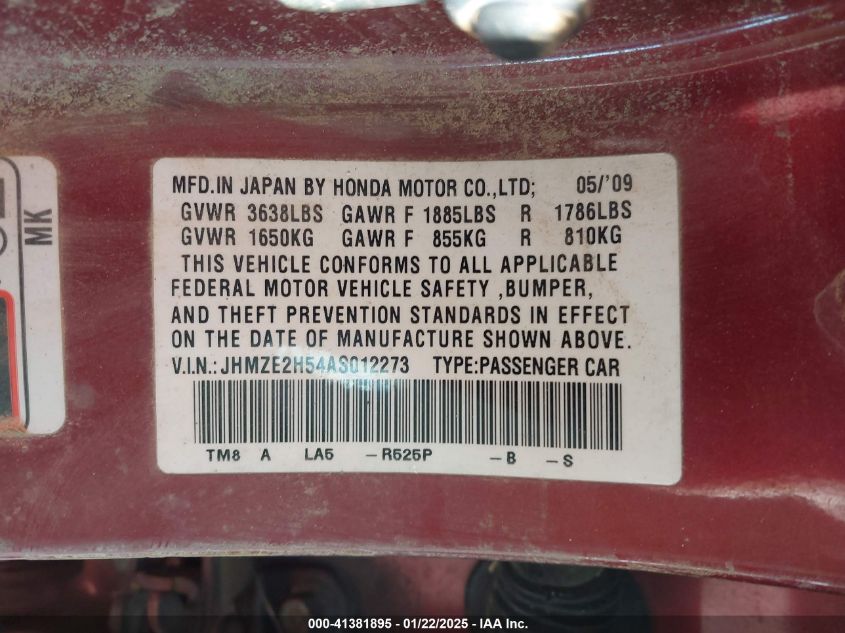 MFD.IN JAPAN BY HONDA MOTOR CO.,LTD; 05/'09
GVWR 3638LBS GAWR F 1885LBS R 1786LBS
GVWR 1650KG GAWR F 855KG R 810KG
THIS VEHICLE CONFORMS TO ALL APPLICABLE
FEDERAL MOTOR VEHICLE SAFETY ,BUMPER,
AND THEFT PREVENTION STANDARDS IN EFFECT
ON THE DATE OF MANUFACTURE SHOWN ABOVE.
V.I.N.: JHMZE2H54AS012273 TYPE:PASSENGER CAR
TM8 A LA5 -R525P -B -S
MK
000-41381895 - 01/22/2025 - IAA Inc.